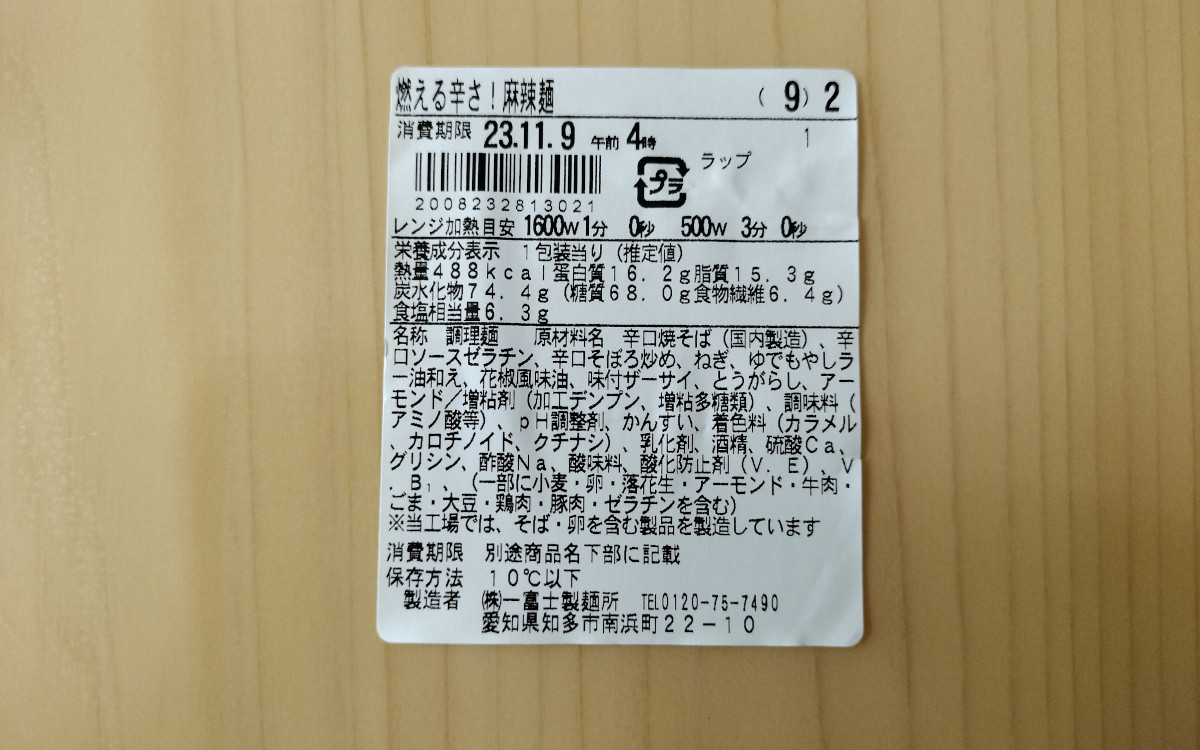 燃える辛さ!麻辣麺 (9)2
消費期限 23.11.9 午前 4時 1
プラ ラップ
2008232813021
レンジ加熱目安 1600W 1分 0秒 500W 3分 0秒
栄養成分表示 1包装当り(推定値)
熱量488kcal蛋白質16.2g脂質15.3g
炭水化物74.4g(糖質68.0g食物繊維6.4g)
食塩相当量6.3g
名称 調理麺 原材料名 辛口焼そば(国内製造)、辛
口ソースゼラチン、辛口そぼろ炒め、ねぎ、ゆでもやしラ
ー油和え、花椒風味油、味付ザーサイ、とうがらし、アー
モンド/増粘剤(加工デンプン、増粘多糖類)、調味料(
アミノ酸等)、pH調整剤、かんすい、着色料(カラメル
、カロチノイド、クチナシ)、乳化剤、酒精、硫酸Ca、
グリシン、酢酸Na、酸味料、酸化防止剤(V.E)、V
.B₁、(一部に小麦・卵・落花生・アーモンド・牛肉・
ごま・大豆・鶏肉・豚肉・ゼラチンを含む)
※当工場では、そば・卵を含む製品を製造しています
消費期限 別途商品名下部に記載
保存方法 10℃以下
製造者 ㈱一富士製麺所 TEL0120-75-7490
愛知県知多市南浜町22-10